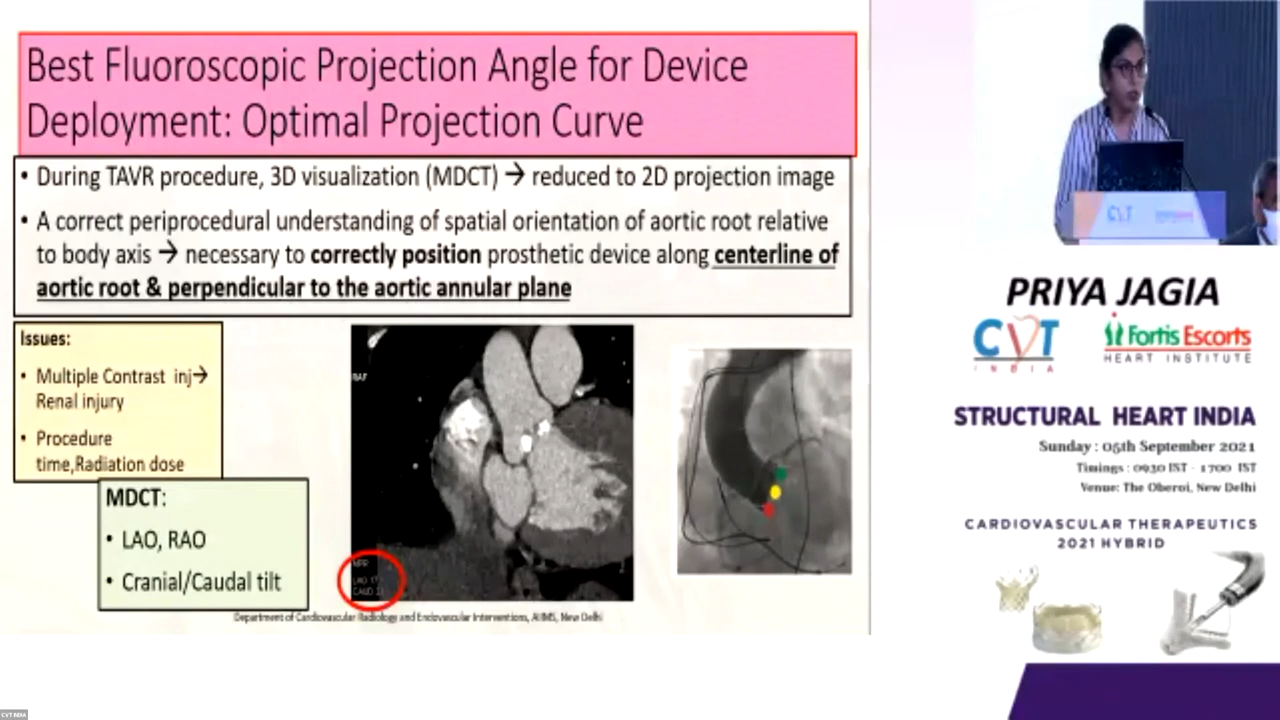 Best Fluoroscopic Projection Angle for Device
Deployment: Optimal Projection Curve
• During TAVR procedure, 3D visualization (MDCT) → reduced to 2D projection image
• A correct periprocedural understanding of spatial orientation of aortic root relative
to body axis → necessary to correctly position prosthetic device along centerline of
aortic root & perpendicular to the aortic annular plane
Issues:
• Multiple Contrast inj→
Renal injury
• Procedure
time,Radiation dose
MDCT:
• LAO, RAO
• Cranial/Caudal tilt
MPR
LAO 17
Department of Cardiovascular Radiology and Endovascular Interventions, AIIMS, New Delhi
CVT
PRIYA JAGIA
CVT
INDIA
Fortis Escorts
HEART INSTITUTE
STRUCTURAL HEART INDIA
Sunday : 05th September 2021
Timings : 0930 IST - 1700 IST
Venue: The Oberoi, New Delhi
CARDIOVASCULAR THERAPEUTICS
2021 HYBRID
CVT INDIA